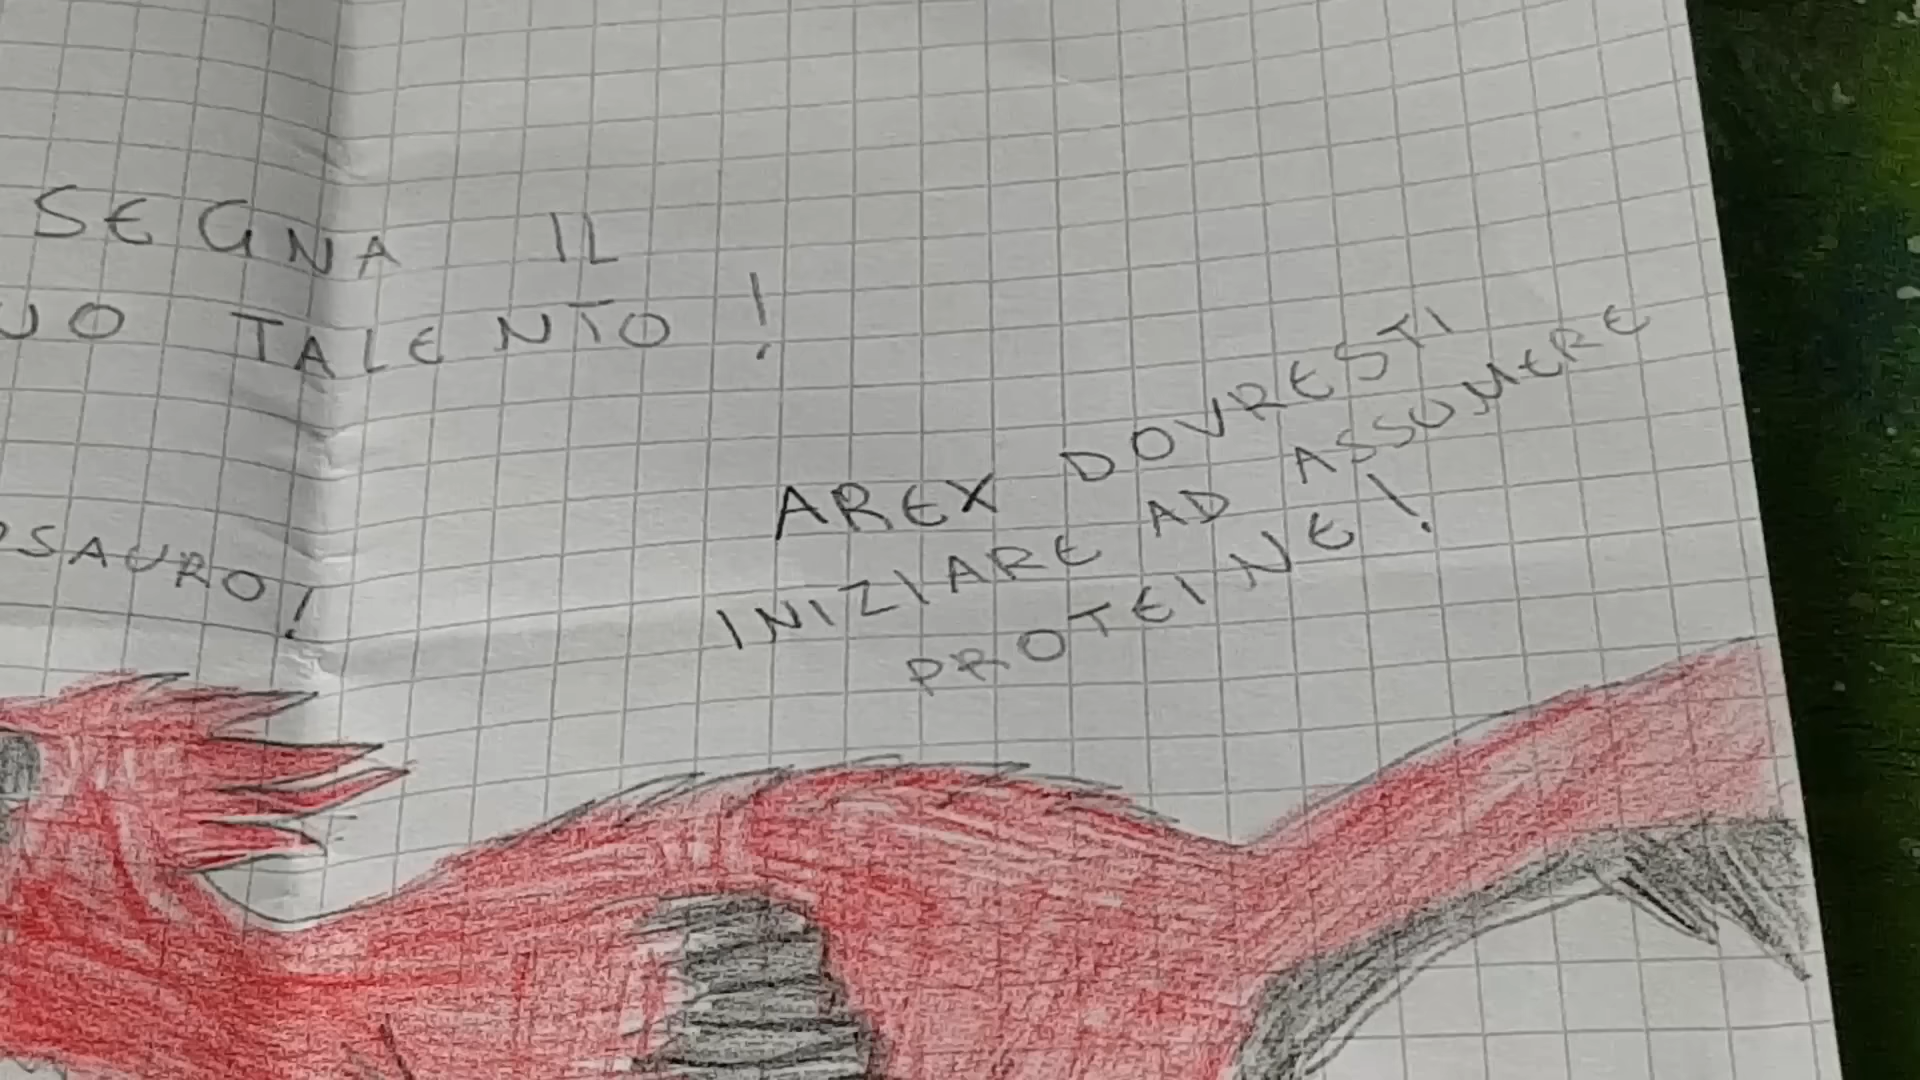 SEGNA IL
UO TALENTO!
OSAURO!
AREX DOVRESTI
INIZIARE AD ASSUMERE
PROTEINE!